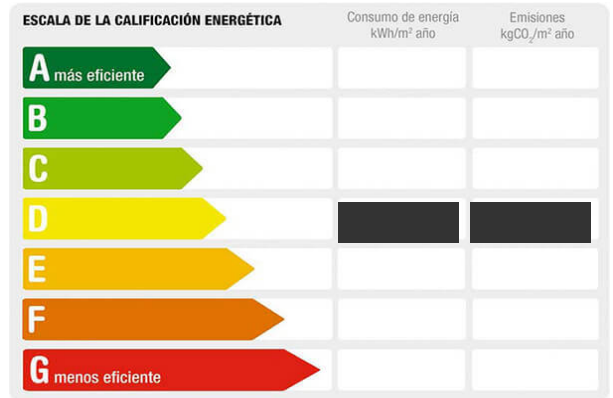 ESCALA DE LA CALIFICACIÓN ENERGÉTICA
Consumo de energía
kWh/m² año
Emisiones
kgCO₂/m² año
A más eficiente
B
C
D
E
F
G menos eficiente